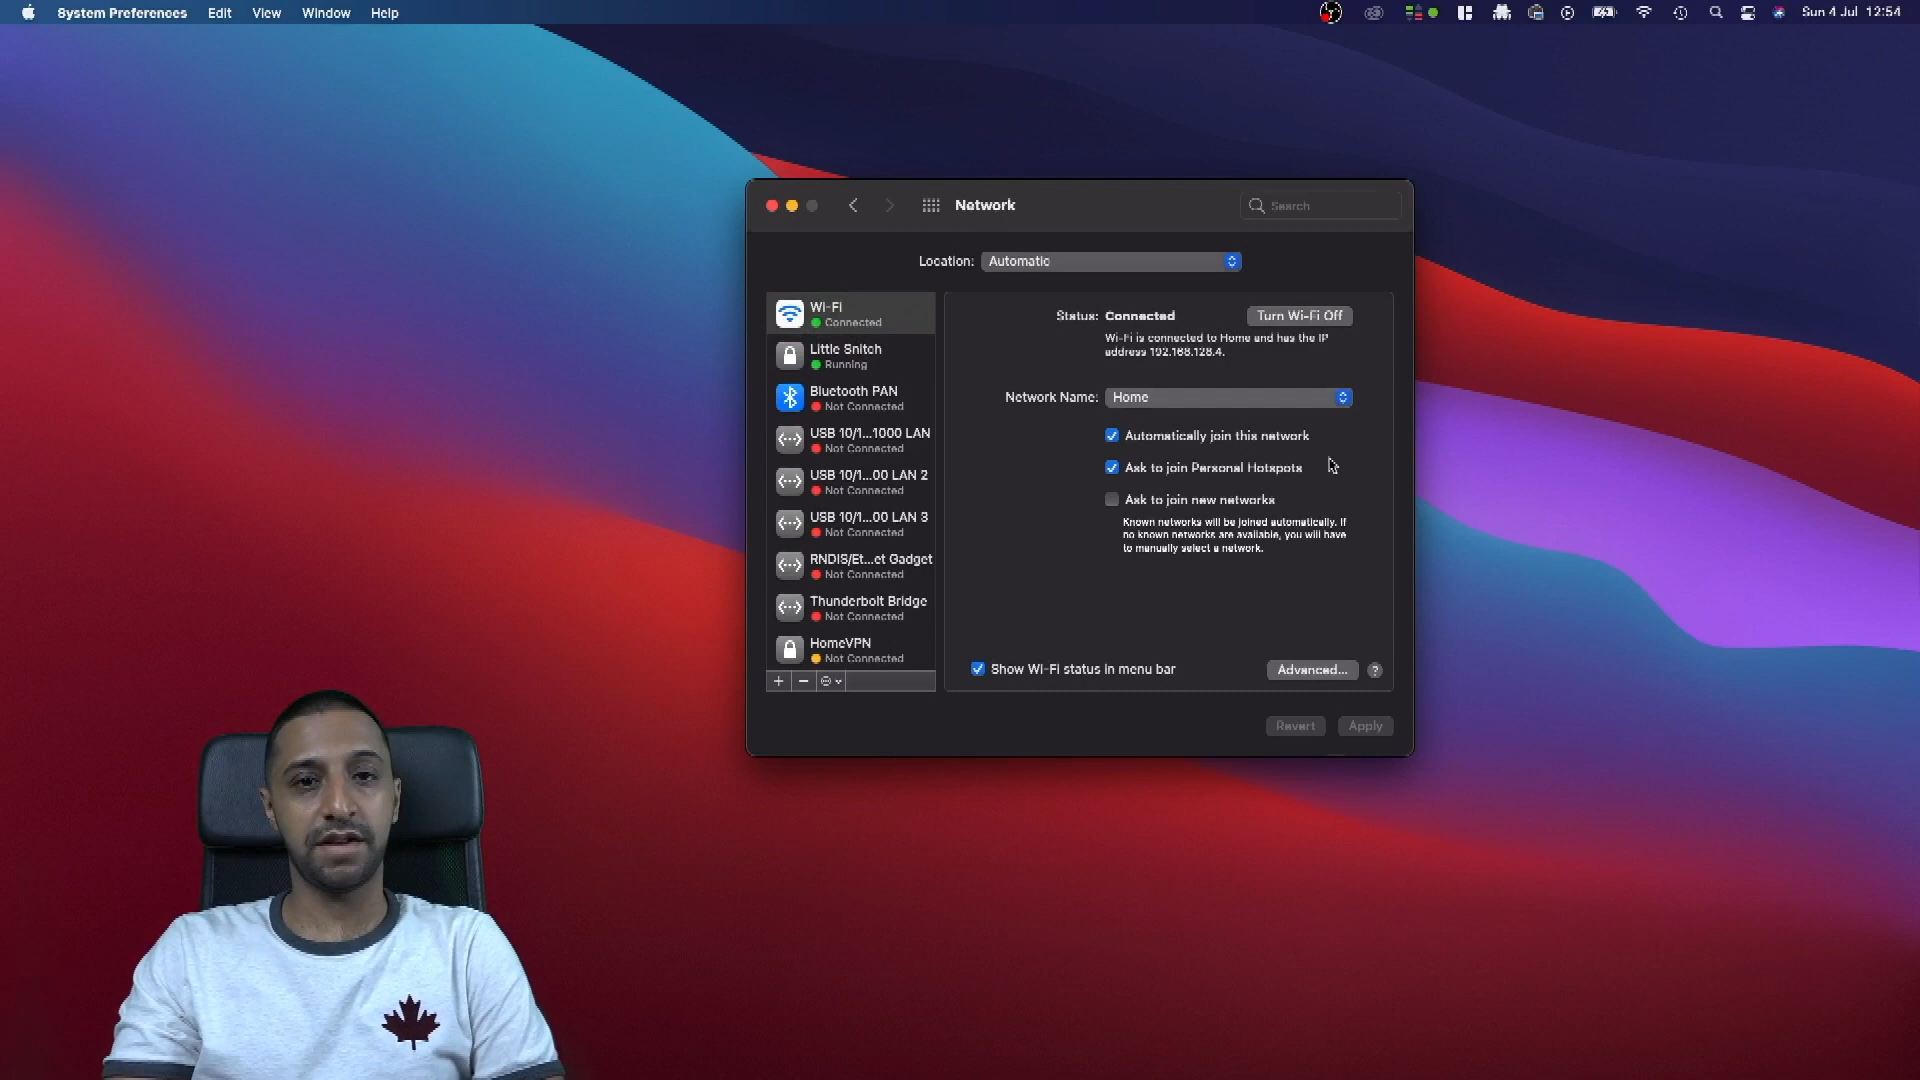 System Preferences Edit View Window Help
Sun 4 Jul 12:54
Network
Search
Location: Automatic
Wi-Fi
Connected
Little Snitch
Running
Bluetooth PAN
Not Connected
USB 10/1...1000 LAN
Not Connected
USB 10/1...00 LAN 2
Not Connected
USB 10/1...00 LAN 3
Not Connected
RNDIS/Et...et Gadget
Not Connected
Thunderbolt Bridge
Not Connected
HomeVPN
Not Connected
Status: Connected
Turn Wi-Fi Off
Wi-Fi is connected to Home and has the IP
address 192.168.128.4.
Network Name: Home
Automatically join this network
Ask to join Personal Hotspots
Ask to join new networks
Known networks will be joined automatically. If
no known networks are available, you will have
to manually select a network.
Show Wi-Fi status in menu bar
Advanced...
?
Revert
Apply